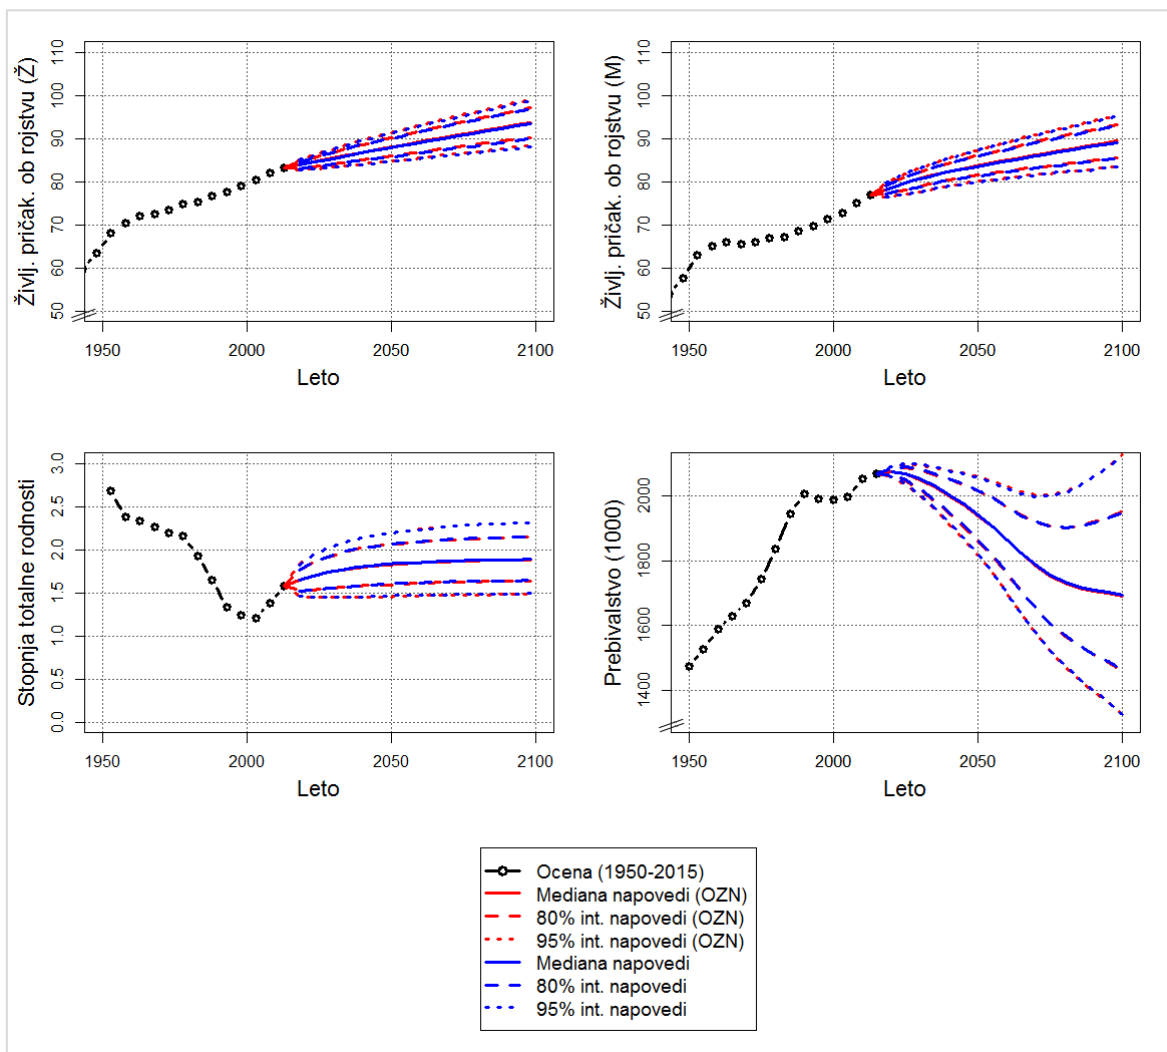 Življ. pričak. ob rojstvu (Ž)
110
100
90
80
70
60
50
1950 2000 2050 2100
Leto
Življ. pričak. ob rojstvu (M)
110
100
90
80
70
60
50
1950 2000 2050 2100
Leto
Stopnja totalne rodnosti
3.0
2.5
2.0
1.5
1.0
0.5
0.0
1950 2000 2050 2100
Leto
Prebivalstvo (1000)
2000
1800
1600
1400
1950 2000 2050 2100
Leto
Ocena (1950-2015)
Mediana napovedi (OZN)
80% int. napovedi (OZN)
95% int. napovedi (OZN)
Mediana napovedi
80% int. napovedi
95% int. napovedi